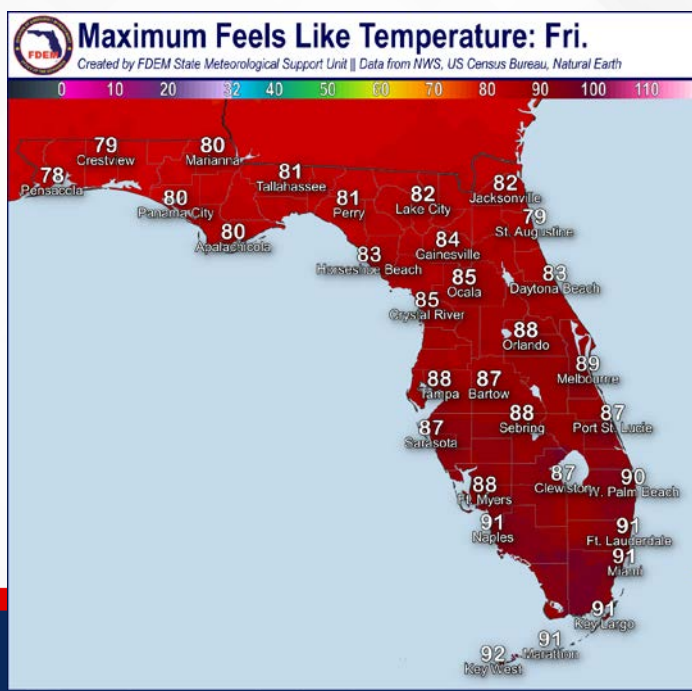 FDEM
Maximum Feels Like Temperature: Fri.
Created by FDEM State Meteorological Support Unit || Data from NWS, US Census Bureau, Natural Earth
0 10 20 32 40 50 60 70 80 90 100 110
79
Crestview
80
Marianna
78
Pensacola
81
Tallahassee
80
Panama City
81
Perry
82
Lake City
82
Jacksonville
79
St. Augustine
80
Apalachicola
83
Horseshoe Beach
84
Gainesville
85
Ocala
83
Daytona Beach
85
Crystal River
88
Orlando
89
Melbourne
88
Tampa
87
Bartow
88
Sebring
87
Port St. Lucie
87
Sarasota
88
Ft. Myers
87
Clewiston
90
W. Palm Beach
91
Naples
91
Ft. Lauderdale
91
Miami
91
Key Largo
91
Marathon
92
Key West